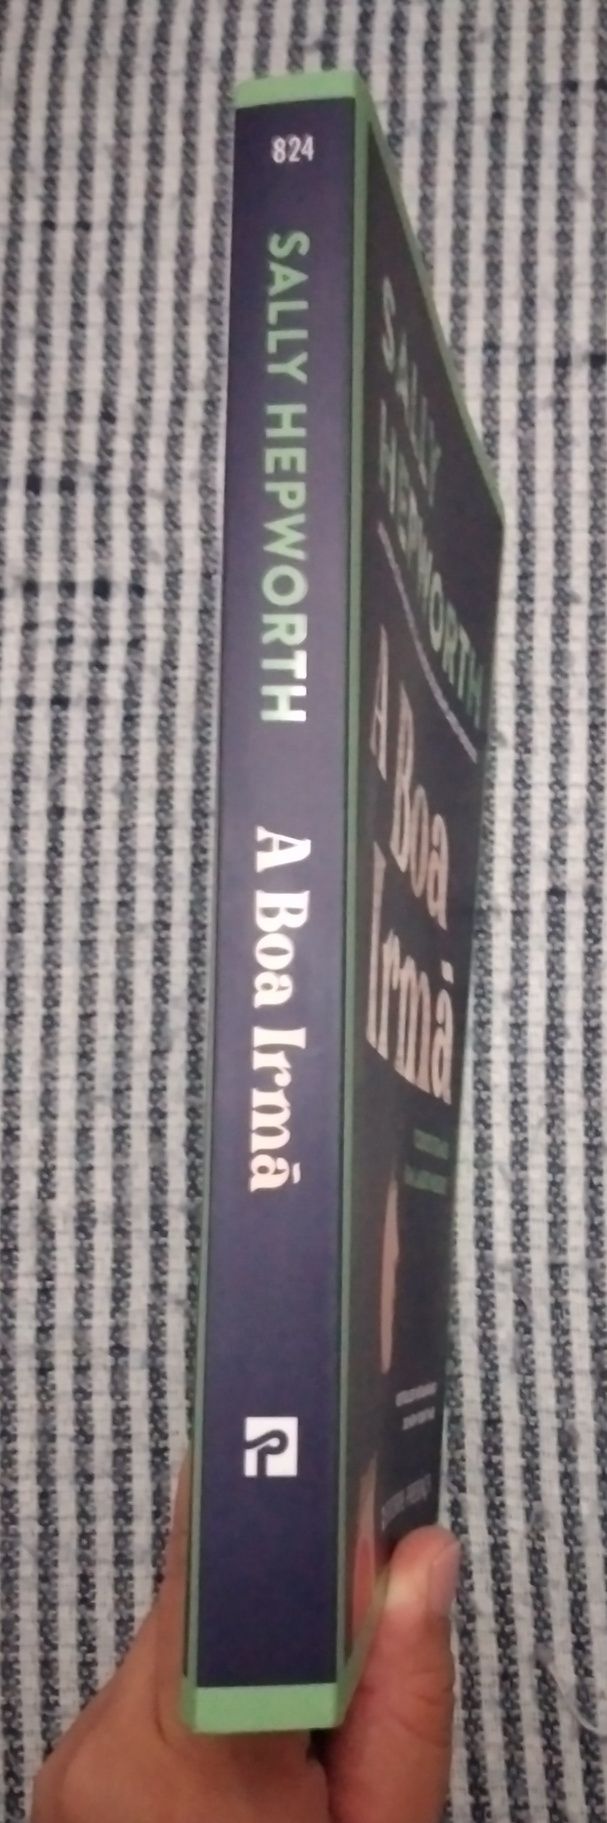 824
SALLY HEPWORTH
A Boa Irmã
SALLY
HEPWORTH
A Boa
Irmã